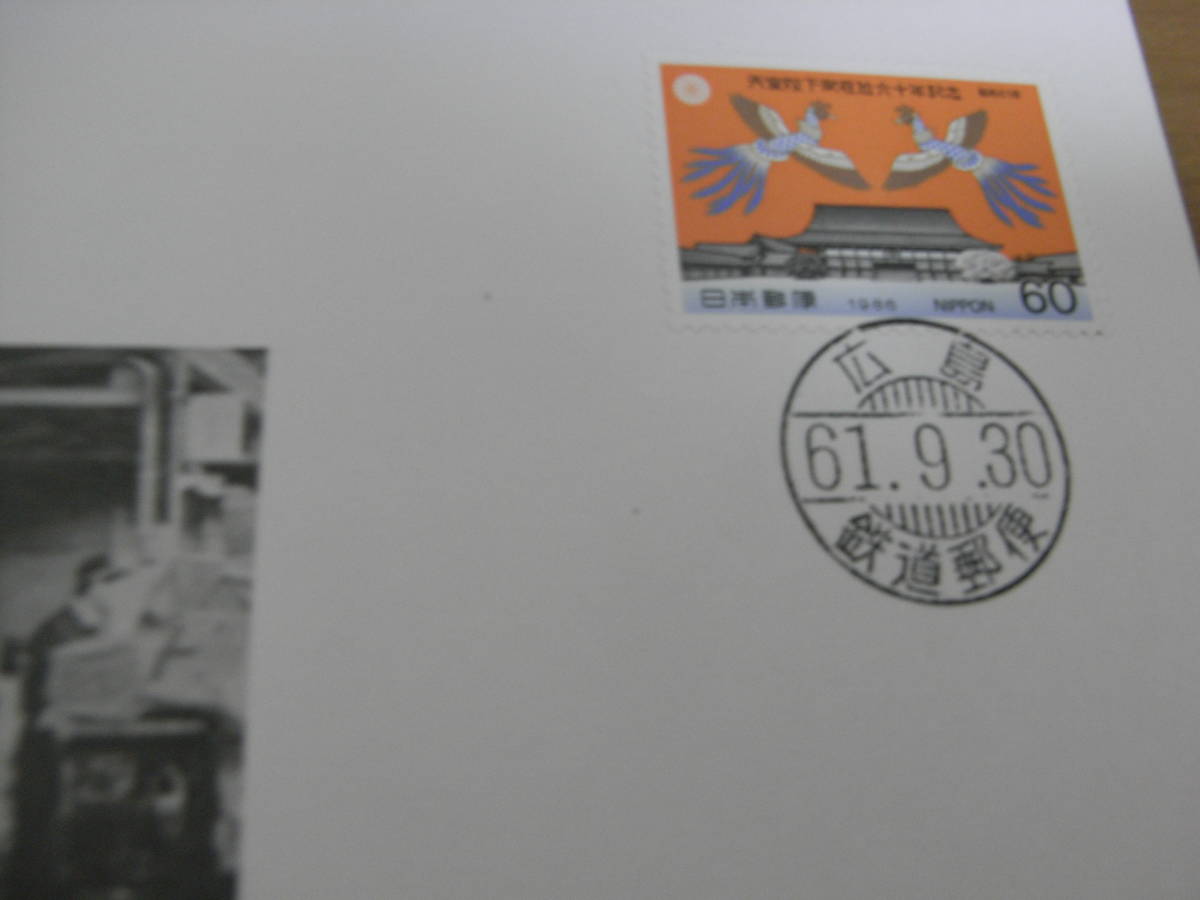 天皇陛下御在位六十年記念 昭和61年
日本郵便 1986 NIPPON 60
広島
61.9.30
鉄道郵便